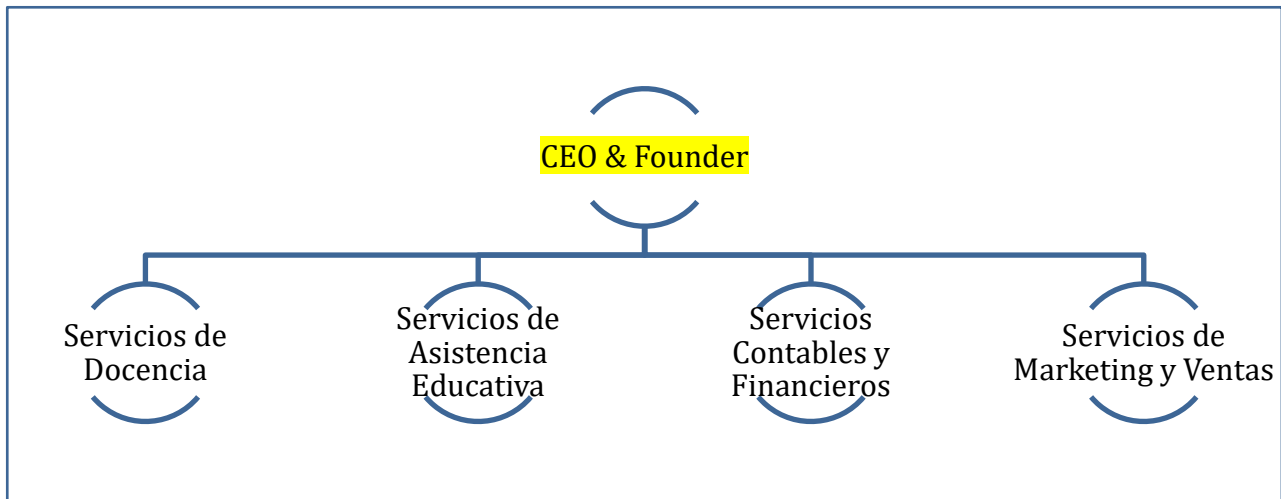 CEO & Founder
Servicios de
Docencia
Servicios de
Asistencia
Educativa
Servicios
Contables y
Financieros
Servicios de
Marketing y Ventas